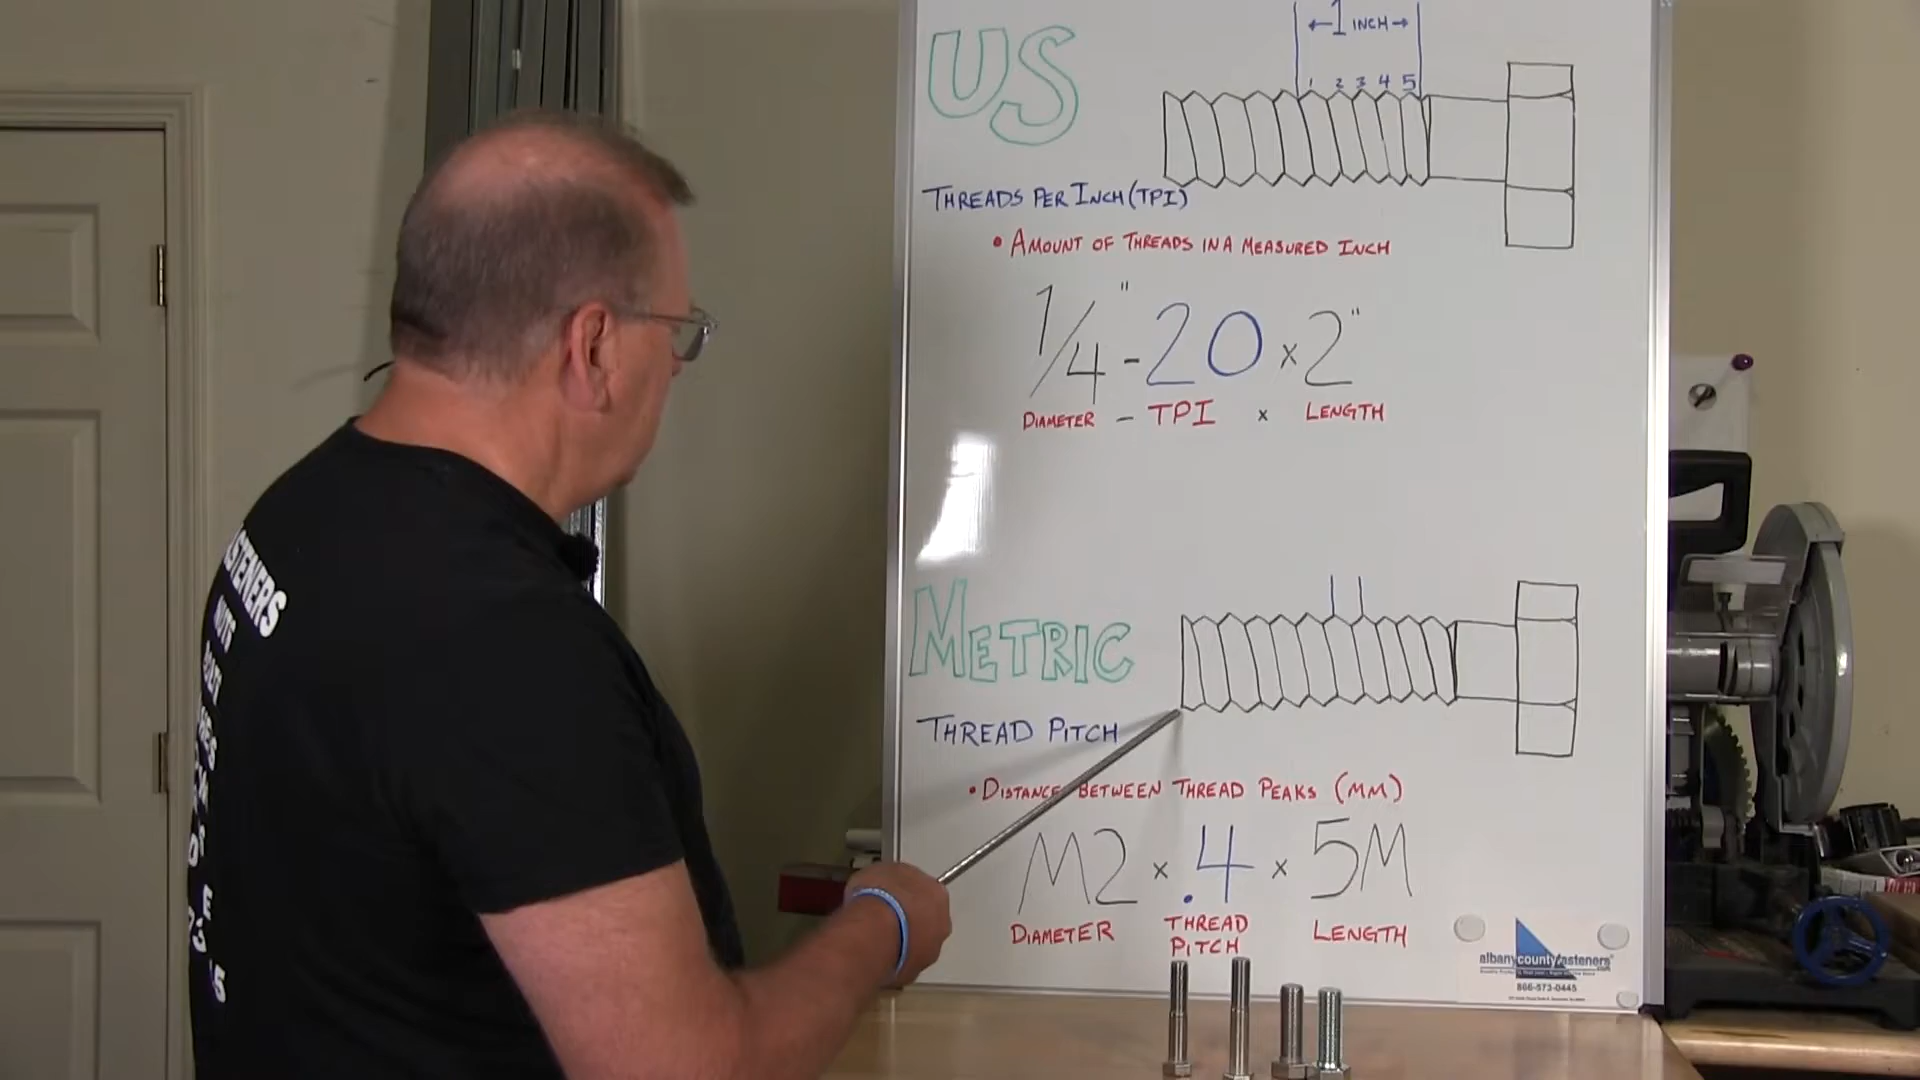 US
← 1 INCH →
1 2 3 4 5
THREADS PER INCH (TPI)
• AMOUNT OF THREADS IN A MEASURED INCH
1/4" - 20 x 2"
DIAMETER – TPI x LENGTH
METRIC
THREAD PITCH
• DISTANCE BETWEEN THREAD PEAKS (MM)
M2 x .4 x 5M
DIAMETER THREAD PITCH LENGTH
albanycountyfasteners
866-573-0445